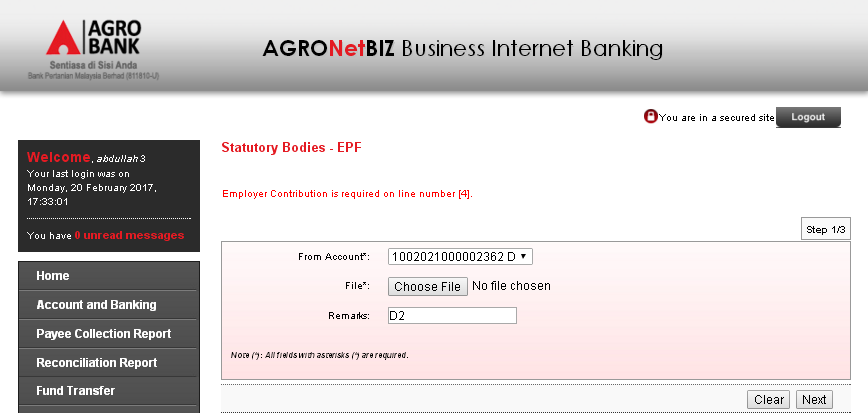 AGRO
BANK
Sentiasa di Sisi Anda
Bank Pertanian Malaysia Berhad (811810-U)
AGRONetBIZ Business Internet Banking
You are in a secured site
Logout
Welcome, abdullah3
Your last login was on
Monday, 20 February 2017,
17:33:01
You have 0 unread messages
Home
Account and Banking
Payee Collection Report
Reconciliation Report
Fund Transfer
Statutory Bodies - EPF
Employer Contribution is required on line number [4].
Step 1/3
From Account*: 1002021000002362 D
File*: Choose File No file chosen
Remarks: D2
Note (*): All fields with asterisks (*) are required.
Clear Next